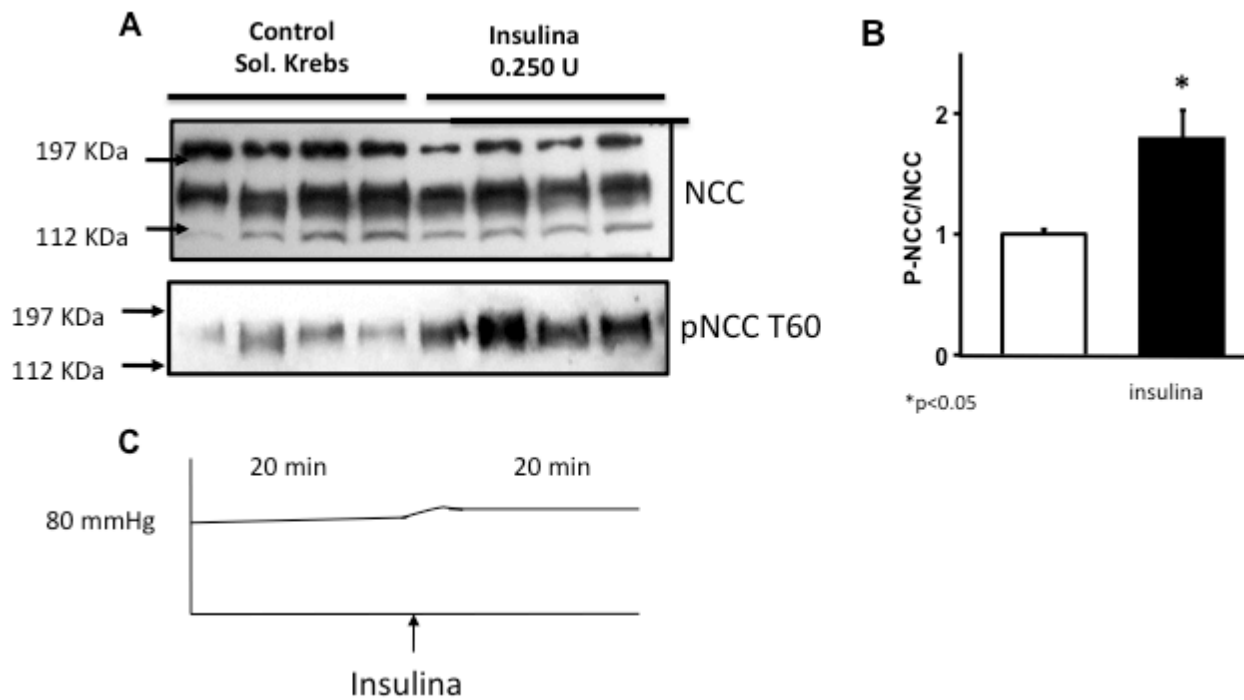 A
Control
Sol. Krebs
Insulina
0.250 U
197 KDa
112 KDa
NCC
197 KDa
112 KDa
pNCC T60
B
P-NCC/NCC
2
1
0
*
insulina
*p<0.05
C
20 min
20 min
80 mmHg
Insulina